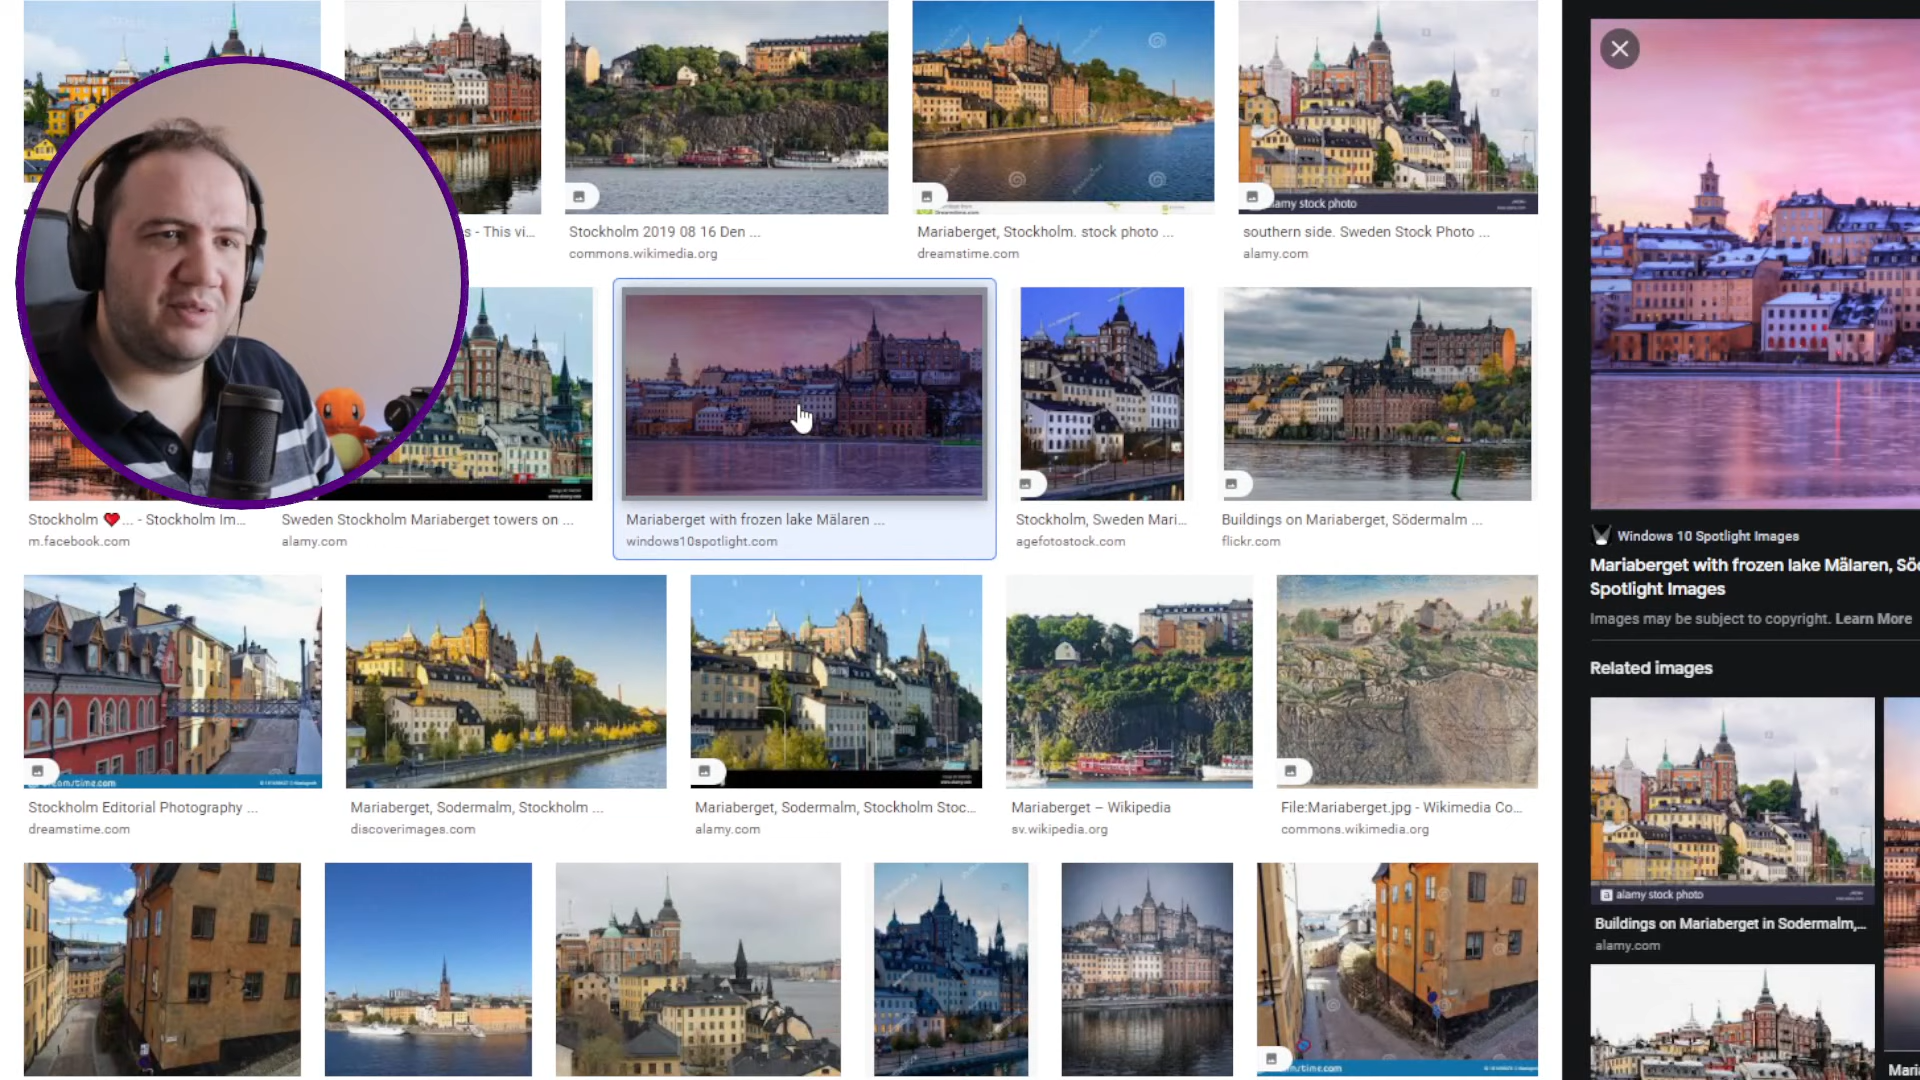 s - This vi...
Stockholm 2019 08 16 Den ...
commons.wikimedia.org
Mariaberget, Stockholm. stock photo ...
dreamstime.com
alamy stock photo
southern side. Sweden Stock Photo ...
alamy.com
Stockholm ❤️... - Stockholm Im...
m.facebook.com
Sweden Stockholm Mariaberget towers on ...
alamy.com
Mariaberget with frozen lake Mälaren ...
windows10spotlight.com
Stockholm, Sweden Mari...
agefotostock.com
Buildings on Mariaberget, Södermalm ...
flickr.com
Stockholm Editorial Photography ...
dreamstime.com
Mariaberget, Sodermalm, Stockholm ...
discoverimages.com
Mariaberget, Sodermalm, Stockholm Stoc...
alamy.com
Mariaberget – Wikipedia
sv.wikipedia.org
File:Mariaberget.jpg - Wikimedia Co...
commons.wikimedia.org
Windows 10 Spotlight Images
Mariaberget with frozen lake Mälaren, Sö
Spotlight Images
Images may be subject to copyright. Learn More
Related images
a alamy stock photo
Buildings on Mariaberget in Sodermalm,...
alamy.com
Maria